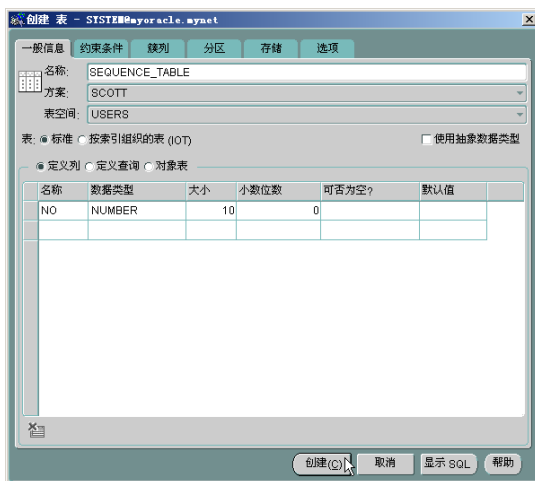 创建 表 - SYSTEM@myoracle.mynet
一般信息 约束条件 簇列 分区 存储 选项
名称: SEQUENCE_TABLE
方案: SCOTT
表空间: USERS
表: 标准 按索引组织的表 (IOT) 使用抽象数据类型
定义列 定义查询 对象表
名称 数据类型 大小 小数位数 可否为空? 默认值
NO NUMBER 10 0
创建(C) 取消 显示 SQL 帮助